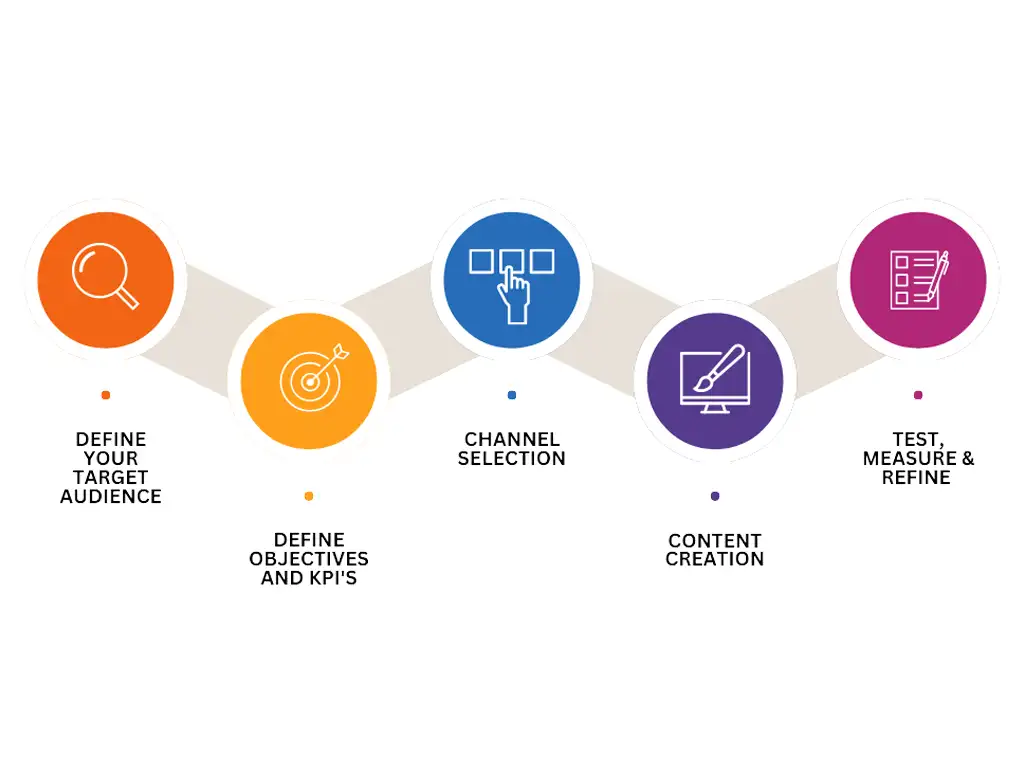 DEFINE
YOUR
TARGET
AUDIENCE
DEFINE
OBJECTIVES
AND KPI'S
CHANNEL
SELECTION
CONTENT
CREATION
TEST,
MEASURE &
REFINE